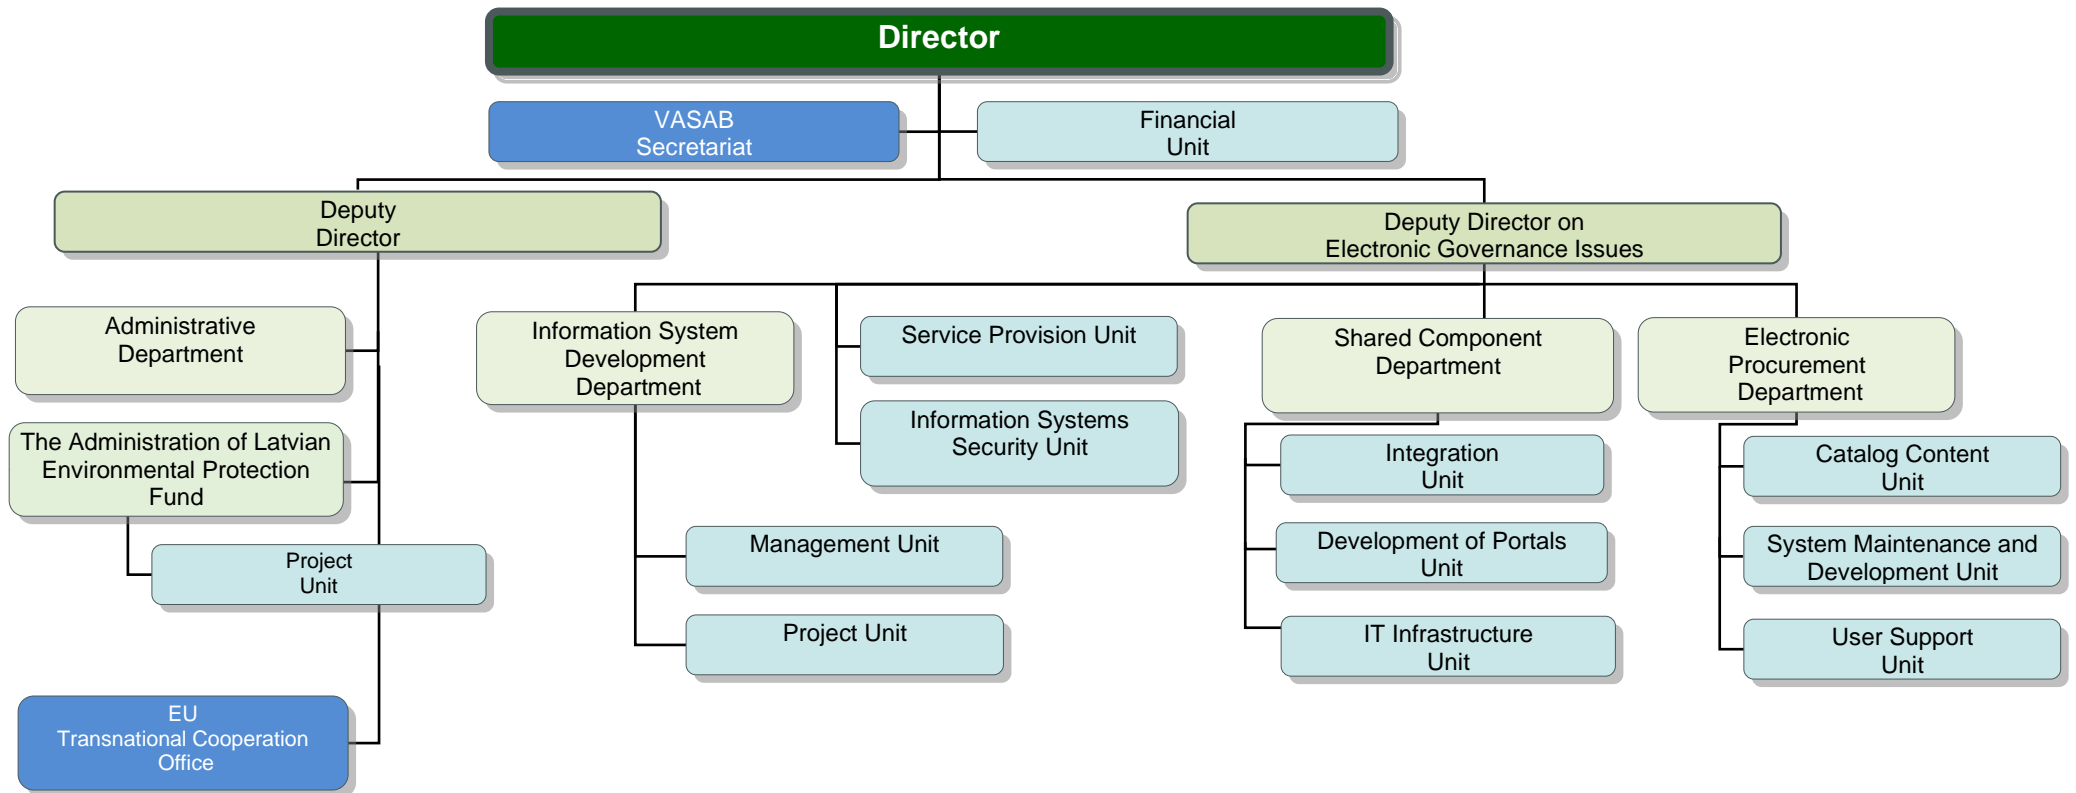 Director
VASAB
Secretariat
Financial
Unit
Deputy
Director
Deputy Director on
Electronic Governance Issues
Administrative
Department
The Administration of Latvian
Environmental Protection
Fund
Project
Unit
EU
Transnational Cooperation
Office
Information System
Development
Department
Service Provision Unit
Information Systems
Security Unit
Management Unit
Project Unit
Shared Component
Department
Integration
Unit
Development of Portals
Unit
IT Infrastructure
Unit
Electronic
Procurement
Department
Catalog Content
Unit
System Maintenance and
Development Unit
User Support
Unit